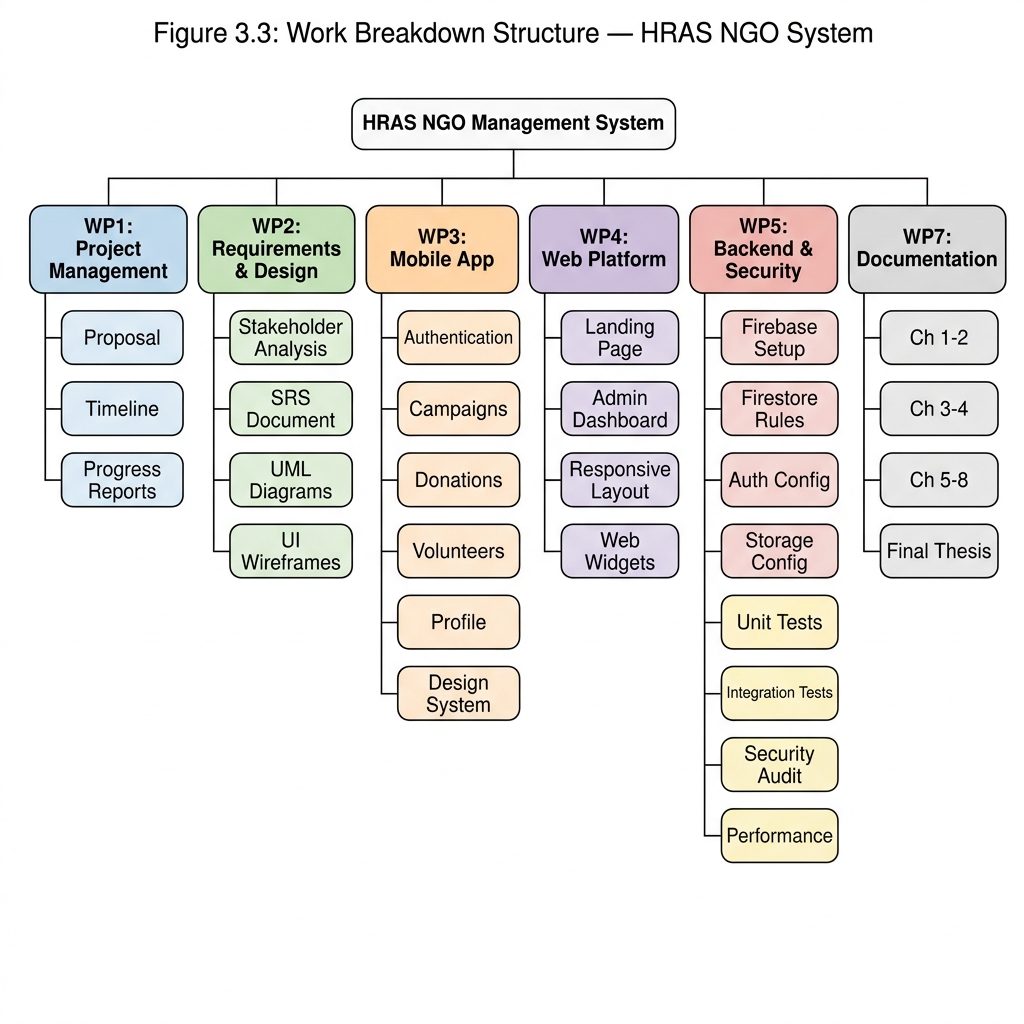 Figure 3.3: Work Breakdown Structure — HRAS NGO System
HRAS NGO Management System
WP1:
Project
Management
Proposal
Timeline
Progress
Reports
WP2:
Requirements
& Design
Stakeholder
Analysis
SRS
Document
UML
Diagrams
UI
Wireframes
WP3:
Mobile App
Authentication
Campaigns
Donations
Volunteers
Profile
Design
System
WP4:
Web Platform
Landing
Page
Admin
Dashboard
Responsive
Layout
Web
Widgets
WP5:
Backend &
Security
Firebase
Setup
Firestore
Rules
Auth Config
Storage
Config
Unit Tests
Integration Tests
Security
Audit
Performance
WP7:
Documentation
Ch 1-2
Ch 3-4
Ch 5-8
Final Thesis